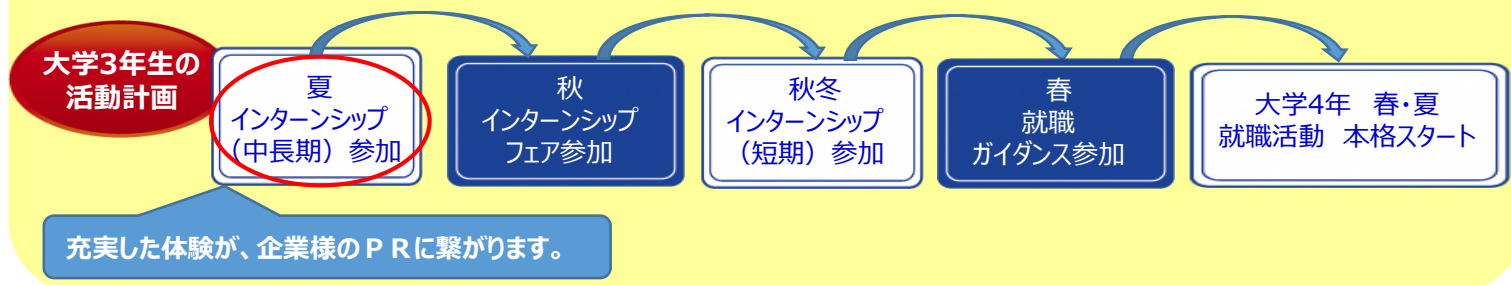 大学3年生の
活動計画
夏
インターンシップ
（中長期）参加
秋
インターンシップ
フェア参加
秋冬
インターンシップ
（短期）参加
春
就職
ガイダンス参加
大学4年　春・夏
就職活動　本格スタート
充実した体験が、企業様のＰＲに繋がります。